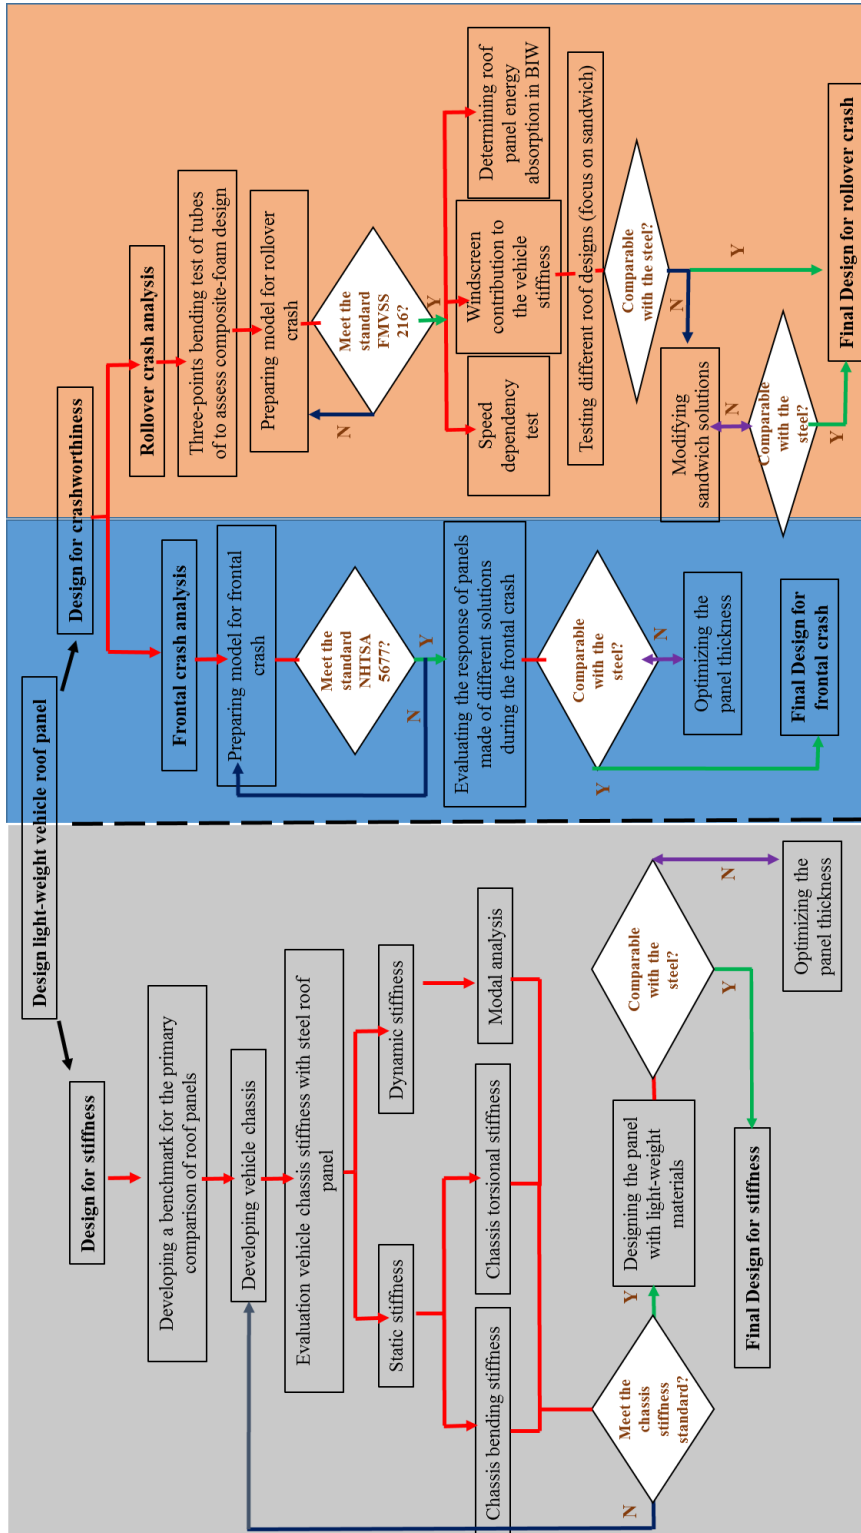 Design light-weight vehicle roof panel
Design for stiffness
Developing a benchmark for the primary
comparison of roof panels
Developing vehicle chassis
Evaluation vehicle chassis stiffness with steel roof
panel
Static stiffness
Dynamic stiffness
Chassis bending stiffness
Chassis torsional stiffness
Modal analysis
Meet the
chassis
stiffness
standard?
N
Y
Designing the panel
with light-weight
materials
Comparable
with the
steel?
N
Y
Optimizing the
panel thickness
Final Design for stiffness
Design for crashworthiness
Frontal crash analysis
Preparing model for frontal
crash
Meet the
standard
NHTSA
5677?
N
Y
Evaluating the response of panels
made of different solutions
during the frontal crash
Comparable
with the
steel?
Y
N
Optimizing the
panel thickness
Final Design for
frontal crash
Rollover crash analysis
Three-points bending test of tubes
of to assess composite-foam design
Preparing model for rollover
crash
Meet the
standard
FMVSS
216?
N
Y
Speed
dependency
test
Windscreen
contribution to
the vehicle
stiffness
Determining roof
panel energy
absorption in BIW
Testing different roof designs (focus on sandwich)
Comparable
with the
steel?
N
Y
Modifying
sandwich solutions
N
Comparable
with the
steel?
Y
Final Design for rollover crash